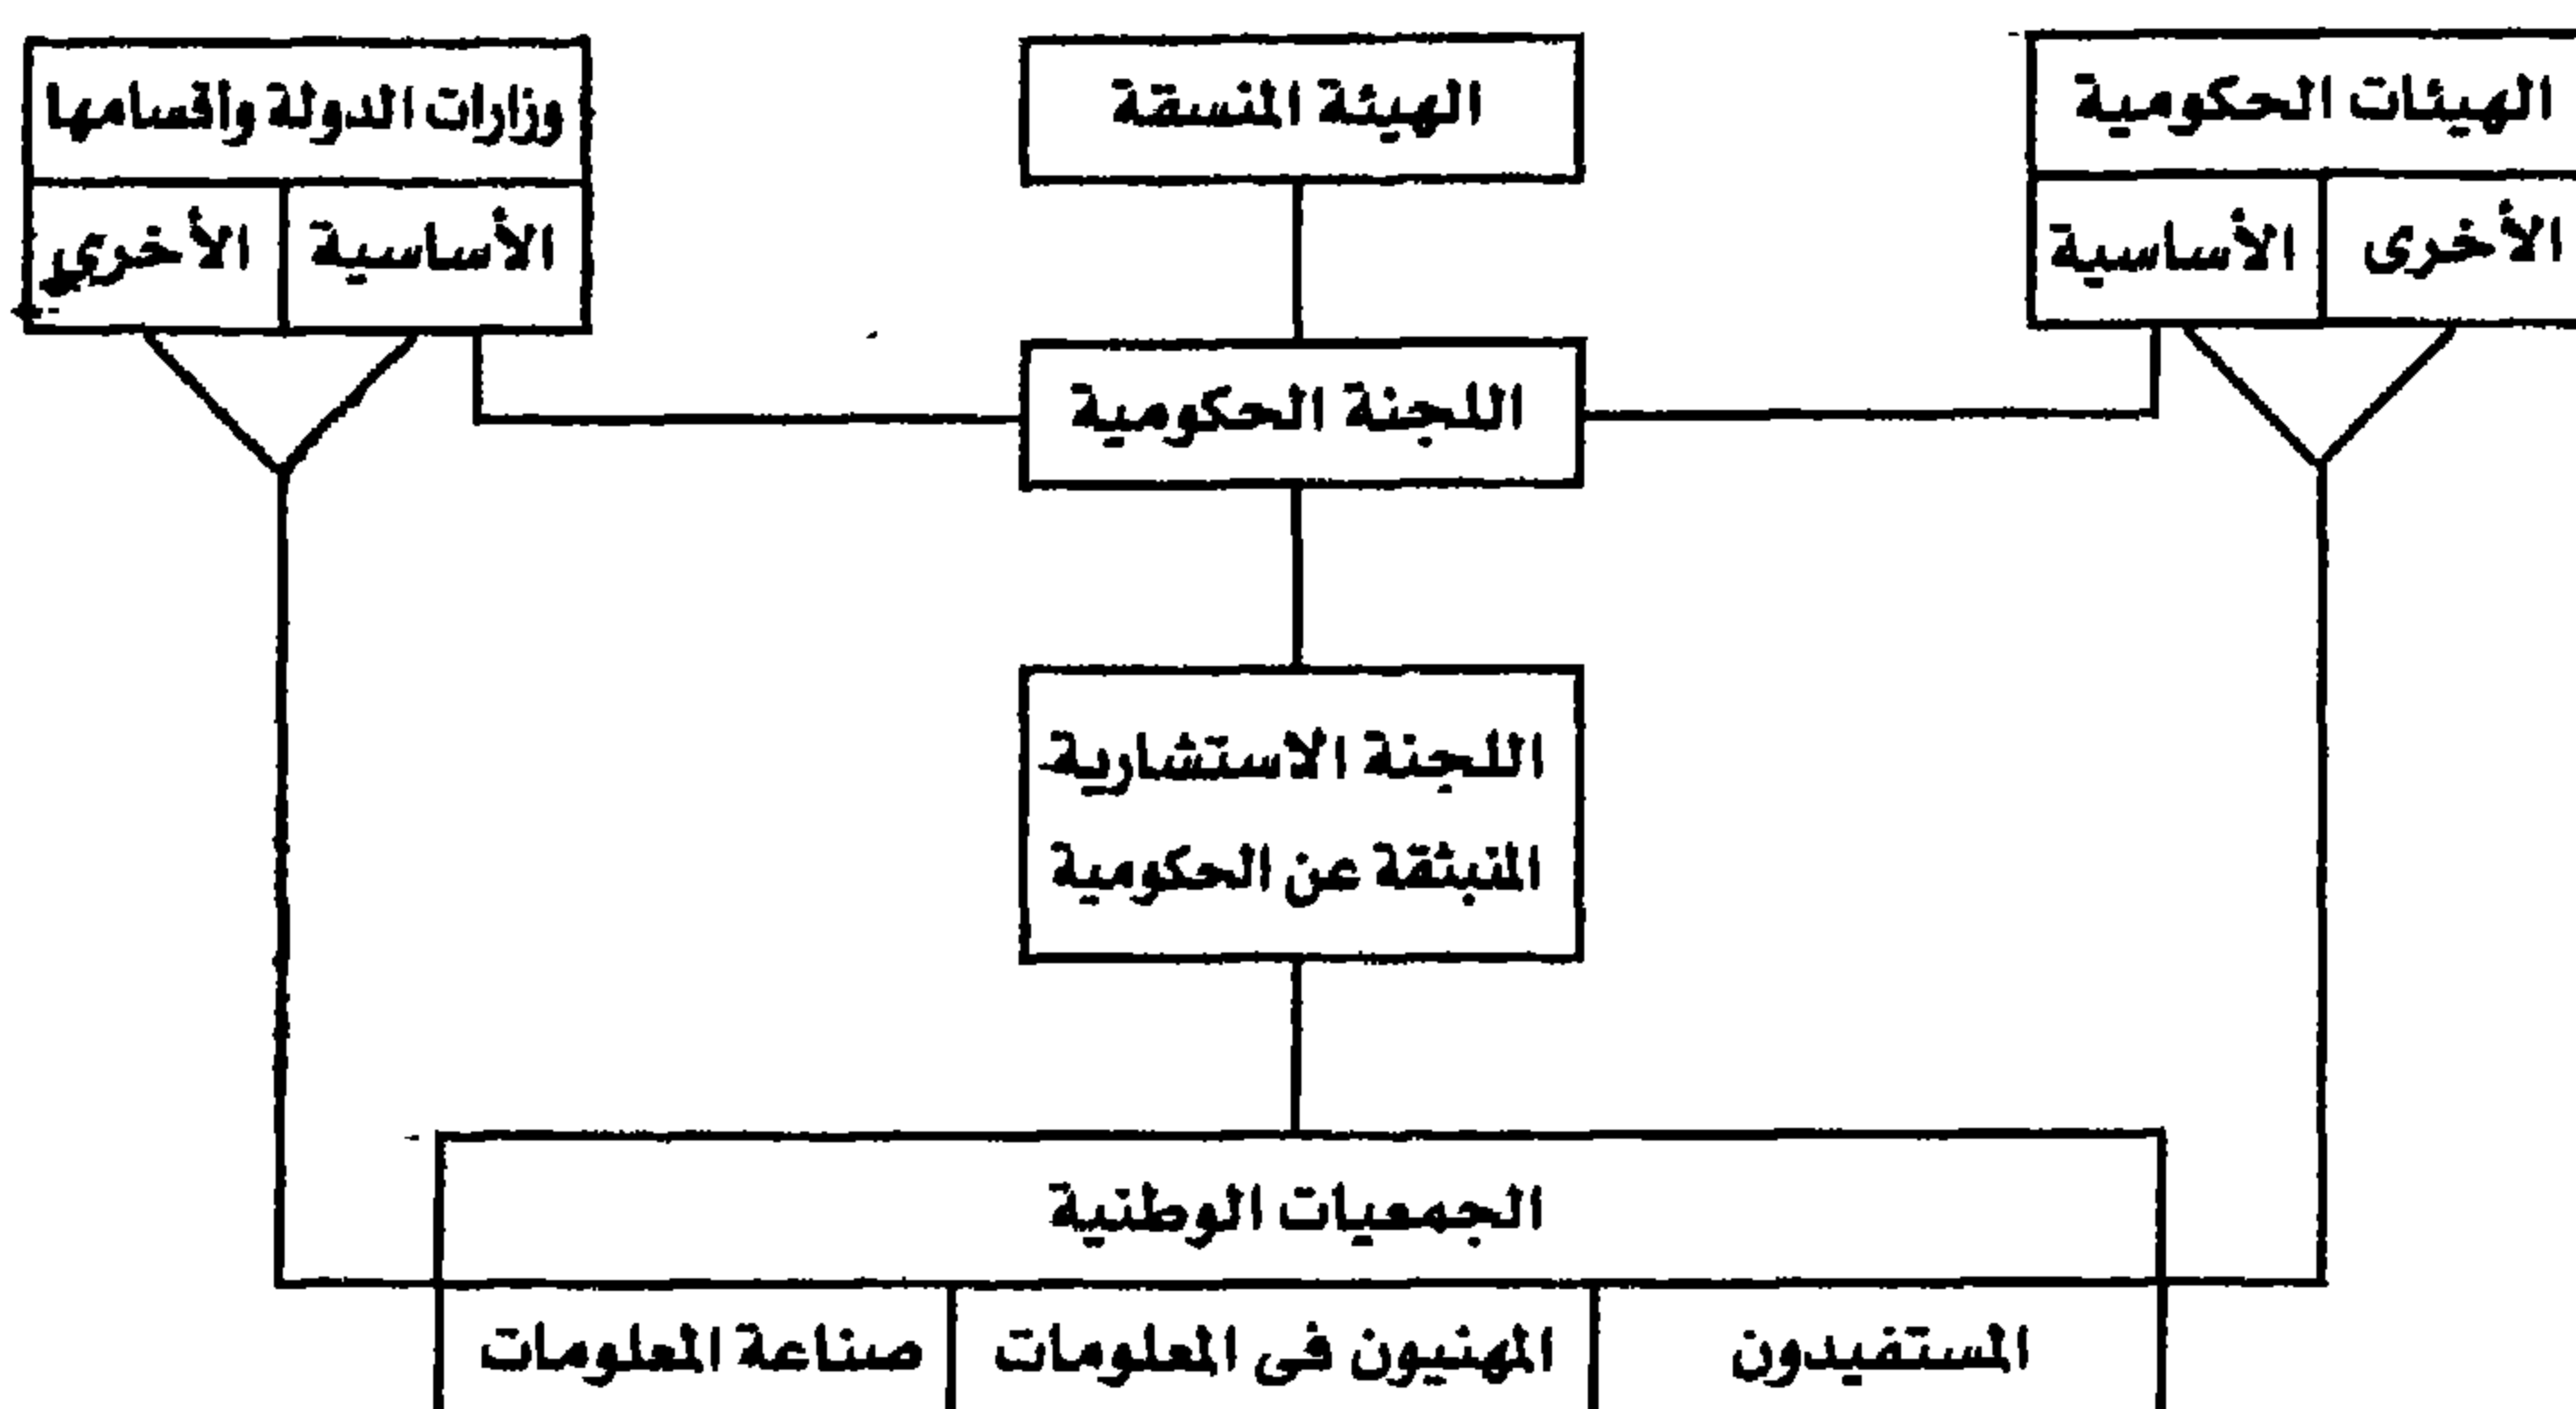 الهيئات الحكومية
الأخرى
الأساسية
الهيئة المنسقة
وزارات الدولة واقسامها
الأساسية
الأخرى
اللجنة الحكومية
اللجنة الاستشارية
المنبثقة عن الحكومية
الجمعيات الوطنية
المستفيدون
المهنيون فى المعلومات
صناعة المعلومات